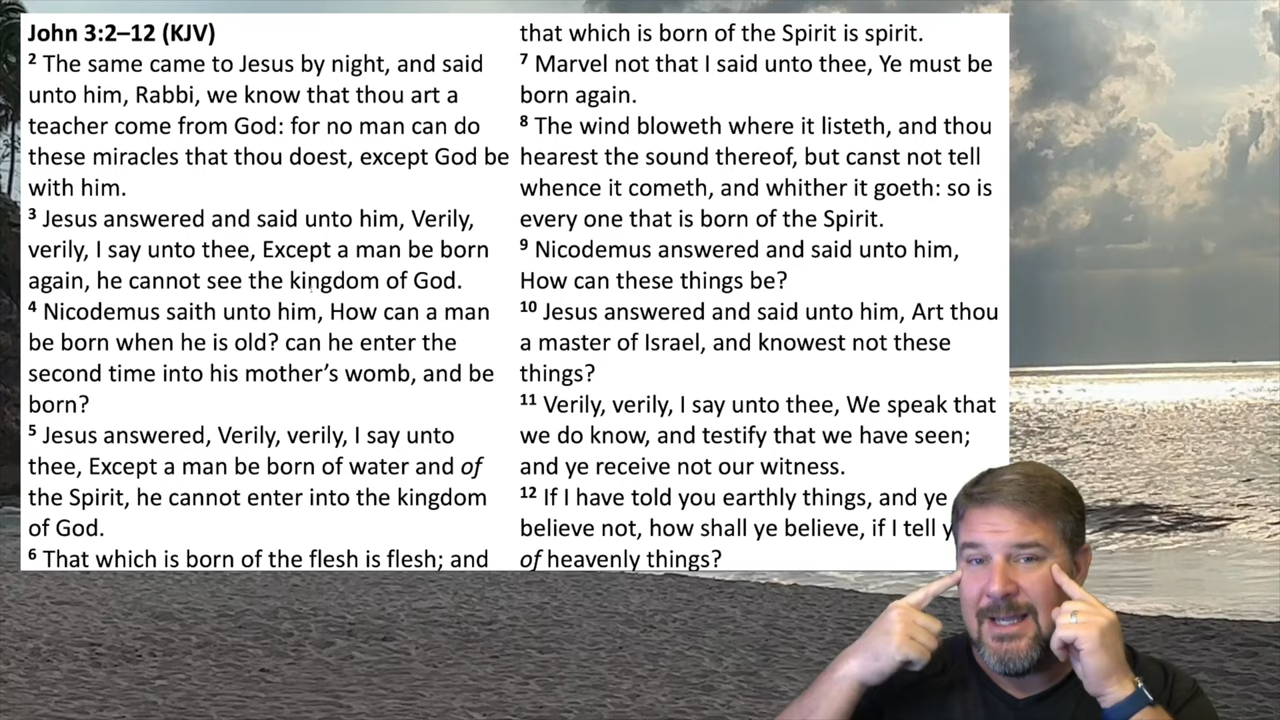 John 3:2–12 (KJV)
2 The same came to Jesus by night, and said
unto him, Rabbi, we know that thou art a
teacher come from God: for no man can do
these miracles that thou doest, except God be
with him.
3 Jesus answered and said unto him, Verily,
verily, I say unto thee, Except a man be born
again, he cannot see the kingdom of God.
4 Nicodemus saith unto him, How can a man
be born when he is old? can he enter the
second time into his mother’s womb, and be
born?
5 Jesus answered, Verily, verily, I say unto
thee, Except a man be born of water and of
the Spirit, he cannot enter into the kingdom
of God.
6 That which is born of the flesh is flesh; and
that which is born of the Spirit is spirit.
7 Marvel not that I said unto thee, Ye must be
born again.
8 The wind bloweth where it listeth, and thou
hearest the sound thereof, but canst not tell
whence it cometh, and whither it goeth: so is
every one that is born of the Spirit.
9 Nicodemus answered and said unto him,
How can these things be?
10 Jesus answered and said unto him, Art thou
a master of Israel, and knowest not these
things?
11 Verily, verily, I say unto thee, We speak that
we do know, and testify that we have seen;
and ye receive not our witness.
12 If I have told you earthly things, and ye
believe not, how shall ye believe, if I tell
of heavenly things?